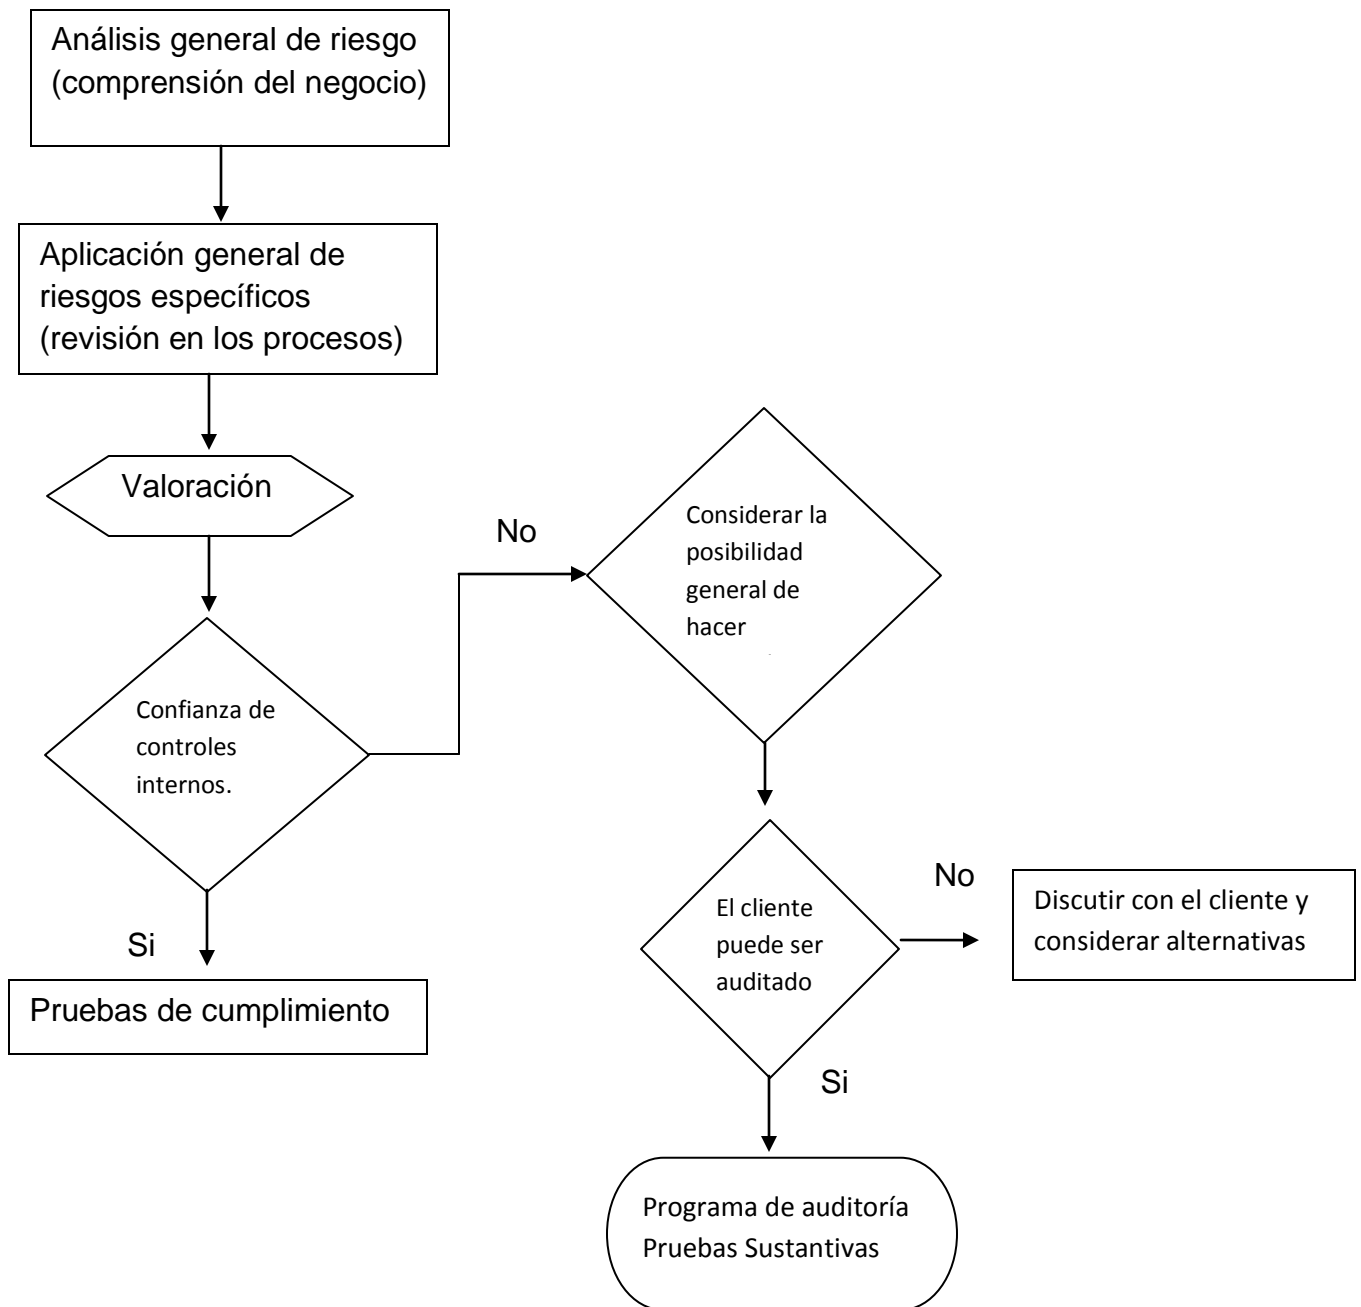 Análisis general de riesgo
(comprensión del negocio)
Aplicación general de
riesgos específicos
(revisión en los procesos)
Valoración
No
Considerar la
posibilidad
general de
hacer
Confianza de
controles
internos.
Si
Pruebas de cumplimiento
El cliente
puede ser
auditado
No
Discutir con el cliente y
considerar alternativas
Si
Programa de auditoría
Pruebas Sustantivas